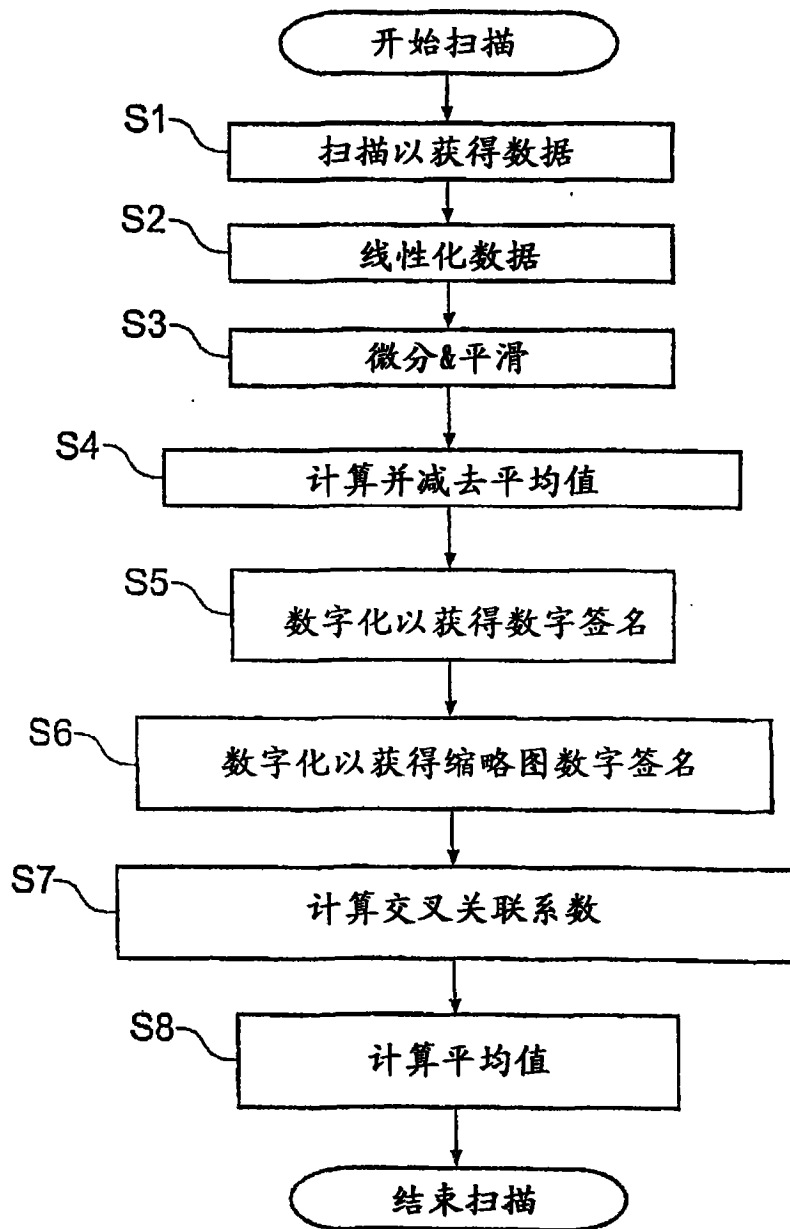 开始扫描
S1
扫描以获得数据
S2
线性化数据
S3
微分&平滑
S4
计算并减去平均值
S5
数字化以获得数字签名
S6
数字化以获得缩略图数字签名
S7
计算交叉关联系数
S8
计算平均值
结束扫描